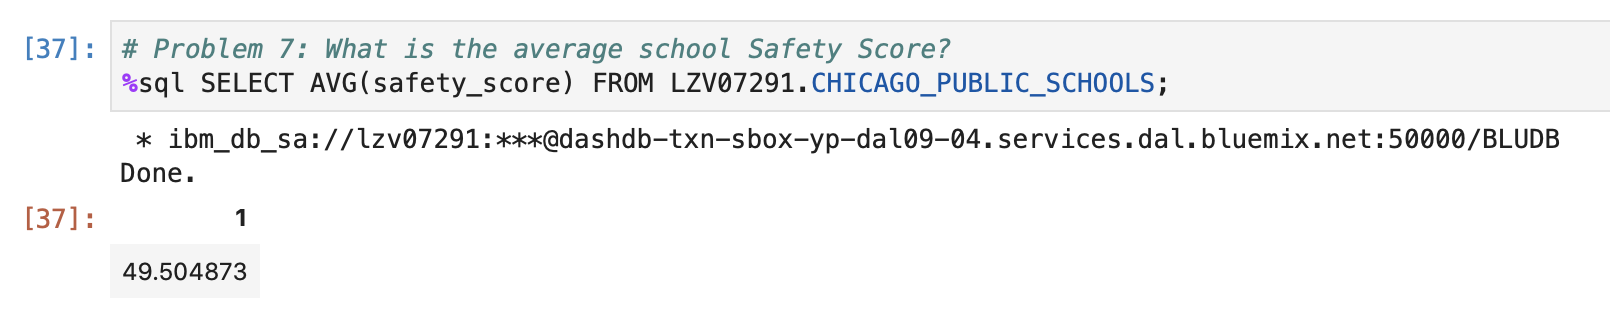 [37]: # Problem 7: What is the average school Safety Score?
%sql SELECT AVG(safety_score) FROM LZV07291.CHICAGO_PUBLIC_SCHOOLS;
* ibm_db_sa://lzv07291:***@dashdb-txn-sbox-yp-dal09-04.services.dal.bluemix.net:50000/BLUDB
Done.
[37]: 1
49.504873